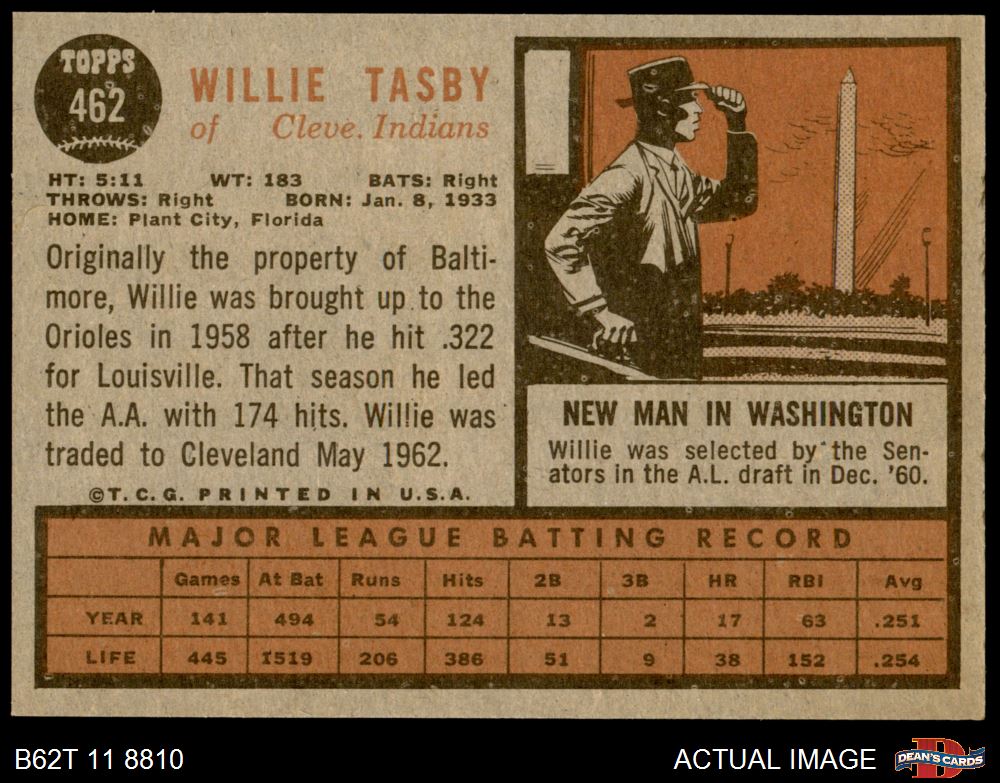 TOPPS
462
WILLIE TASBY
of Cleve. Indians
HT: 5:11 WT: 183 BATS: Right
THROWS: Right BORN: Jan. 8, 1933
HOME: Plant City, Florida
Originally the property of Balti-
more, Willie was brought up to the
Orioles in 1958 after he hit .322
for Louisville. That season he led
the A.A. with 174 hits. Willie was
traded to Cleveland May 1962.
©T.C.G. PRINTED IN U.S.A.
NEW MAN IN WASHINGTON
Willie was selected by the Sen-
ators in the A.L. draft in Dec. '60.
MAJOR LEAGUE BATTING RECORD
Games At Bat Runs Hits 2B 3B HR RBI Avg
YEAR 141 494 54 124 13 2 17 63 .251
LIFE 445 1519 206 386 51 9 38 152 .254
B62T 11 8810
ACTUAL IMAGE
D
DEAN'S CARDS